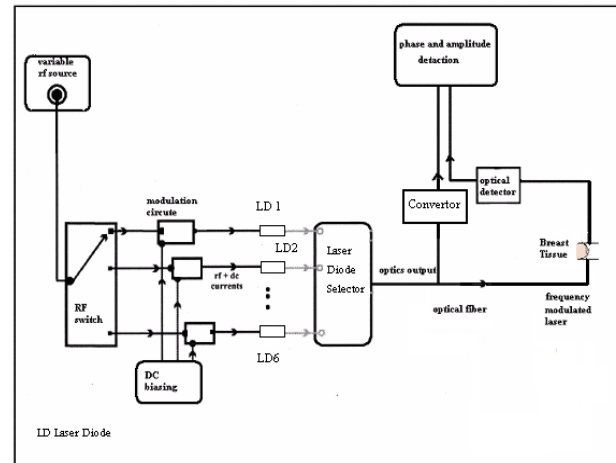 variable
rf source
phase and amplitude
detaction
modulation
circute
LD 1
LD2
LD6
rf + dc
currents
RF
switch
DC
biasing
Laser
Diode
Selector
optics output
Convertor
optical
detector
Breast
Tissue
optical fiber
frequency
modulated
laser
LD Laser Diode